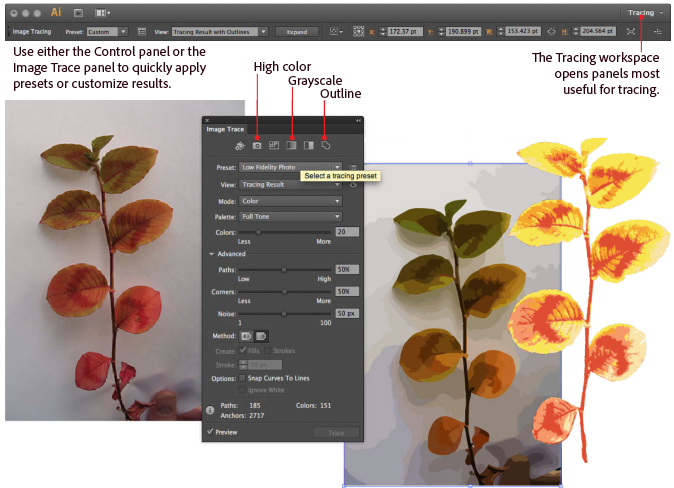 Ai
Tracing
Image Tracing Preset: Custom View: Tracing Result with Outlines Expand X: 172.37 pt Y: 190.899 pt W: 153.423 pt H: 204.564 pt
Use either the Control panel or the
Image Trace panel to quickly apply
presets or customize results.
The Tracing workspace
opens panels most
useful for tracing.
High color
Grayscale
Outline
Image Trace
Preset: Low Fidelity Photo
Select a tracing preset
View: Tracing Result
Mode: Color
Palette: Full Tone
Colors: 20
Less More
Advanced
Paths: 50%
Low High
Corners: 50%
Less More
Noise: 50 px
1 100
Method:
Create: Fills Strokes
Stroke:
Options: Snap Curves To Lines
Ignore White
Paths: 185 Colors: 151
Anchors: 2717
Preview Trace